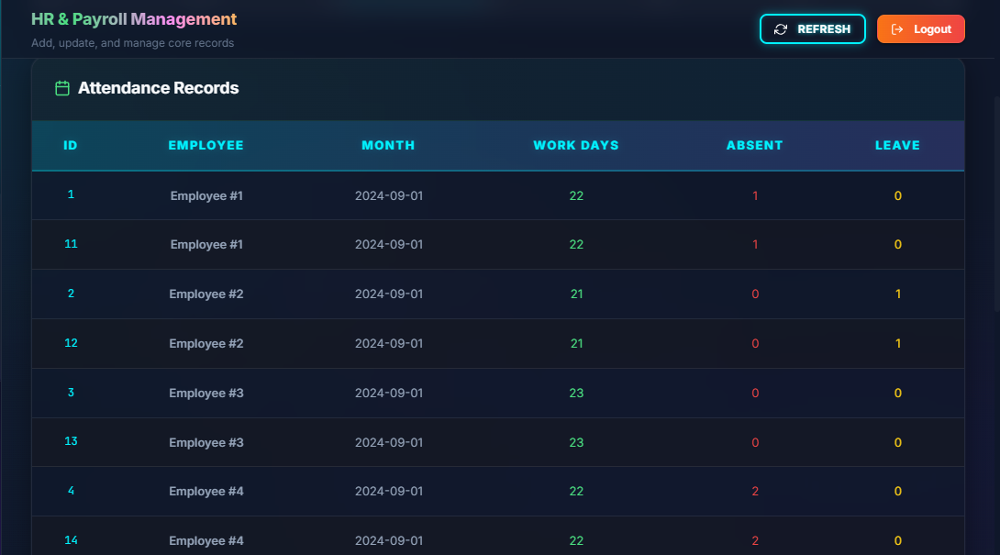 HR & Payroll Management
Add, update, and manage core records
REFRESH
Logout
Attendance Records
ID EMPLOYEE MONTH WORK DAYS ABSENT LEAVE
1 Employee #1 2024-09-01 22 1 0
11 Employee #1 2024-09-01 22 1 0
2 Employee #2 2024-09-01 21 0 1
12 Employee #2 2024-09-01 21 0 1
3 Employee #3 2024-09-01 23 0 0
13 Employee #3 2024-09-01 23 0 0
4 Employee #4 2024-09-01 22 2 0
14 Employee #4 2024-09-01 22 2 0